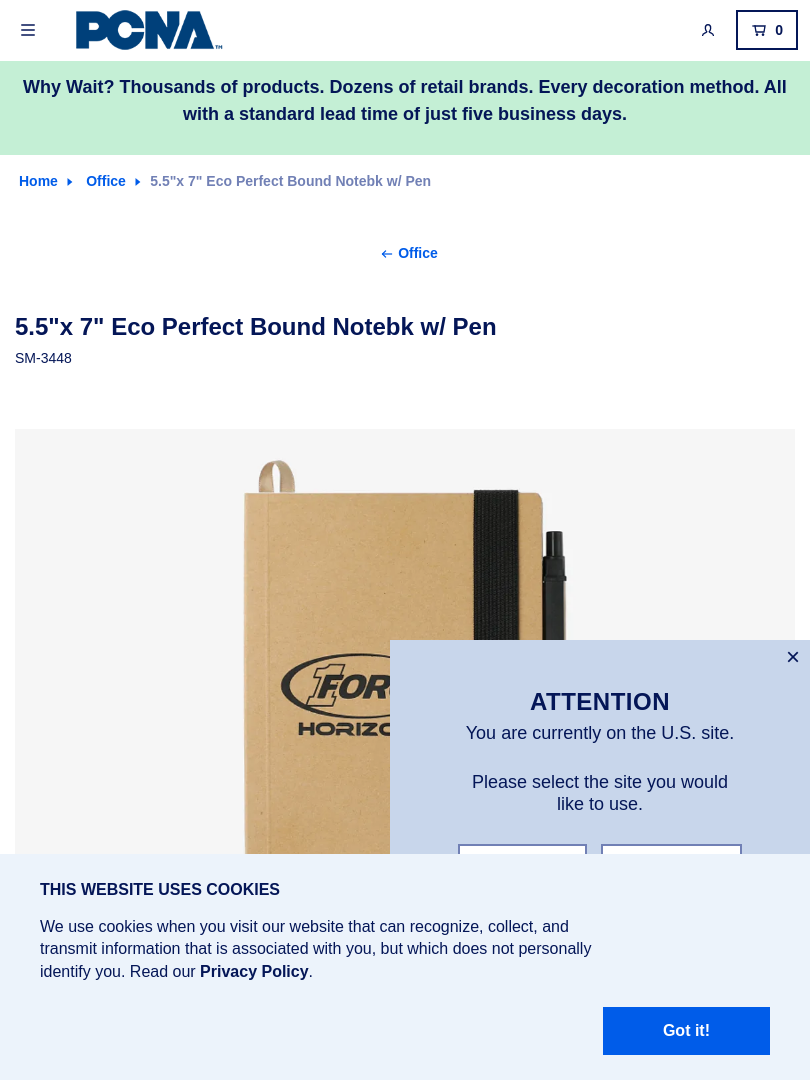 PCNA™
0
Why Wait? Thousands of products. Dozens of retail brands. Every decoration method. All
with a standard lead time of just five business days.
Home Office 5.5"x 7" Eco Perfect Bound Notebk w/ Pen
Office
5.5"x 7" Eco Perfect Bound Notebk w/ Pen
SM-3448
1 FOR
HORIZO
ATTENTION
You are currently on the U.S. site.
Please select the site you would
like to use.
THIS WEBSITE USES COOKIES
We use cookies when you visit our website that can recognize, collect, and
transmit information that is associated with you, but which does not personally
identify you. Read our Privacy Policy.
Got it!